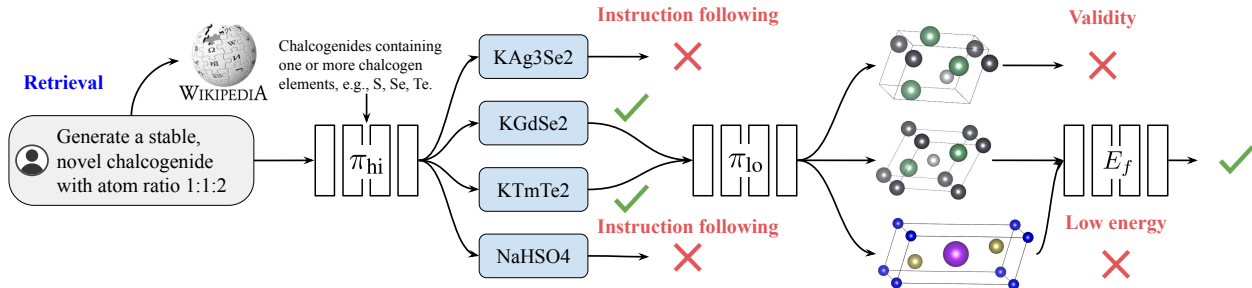 Retrieval
WIKIPEDIA
Generate a stable,
novel chalcogenide
with atom ratio 1:1:2
Chalcogenides containing
one or more chalcogen
elements, e.g., S, Se, Te.
π_hi
KAg3Se2
KGdSe2
KTmTe2
NaHSO4
Instruction following
Instruction following
π_lo
Validity
E_f
Low energy